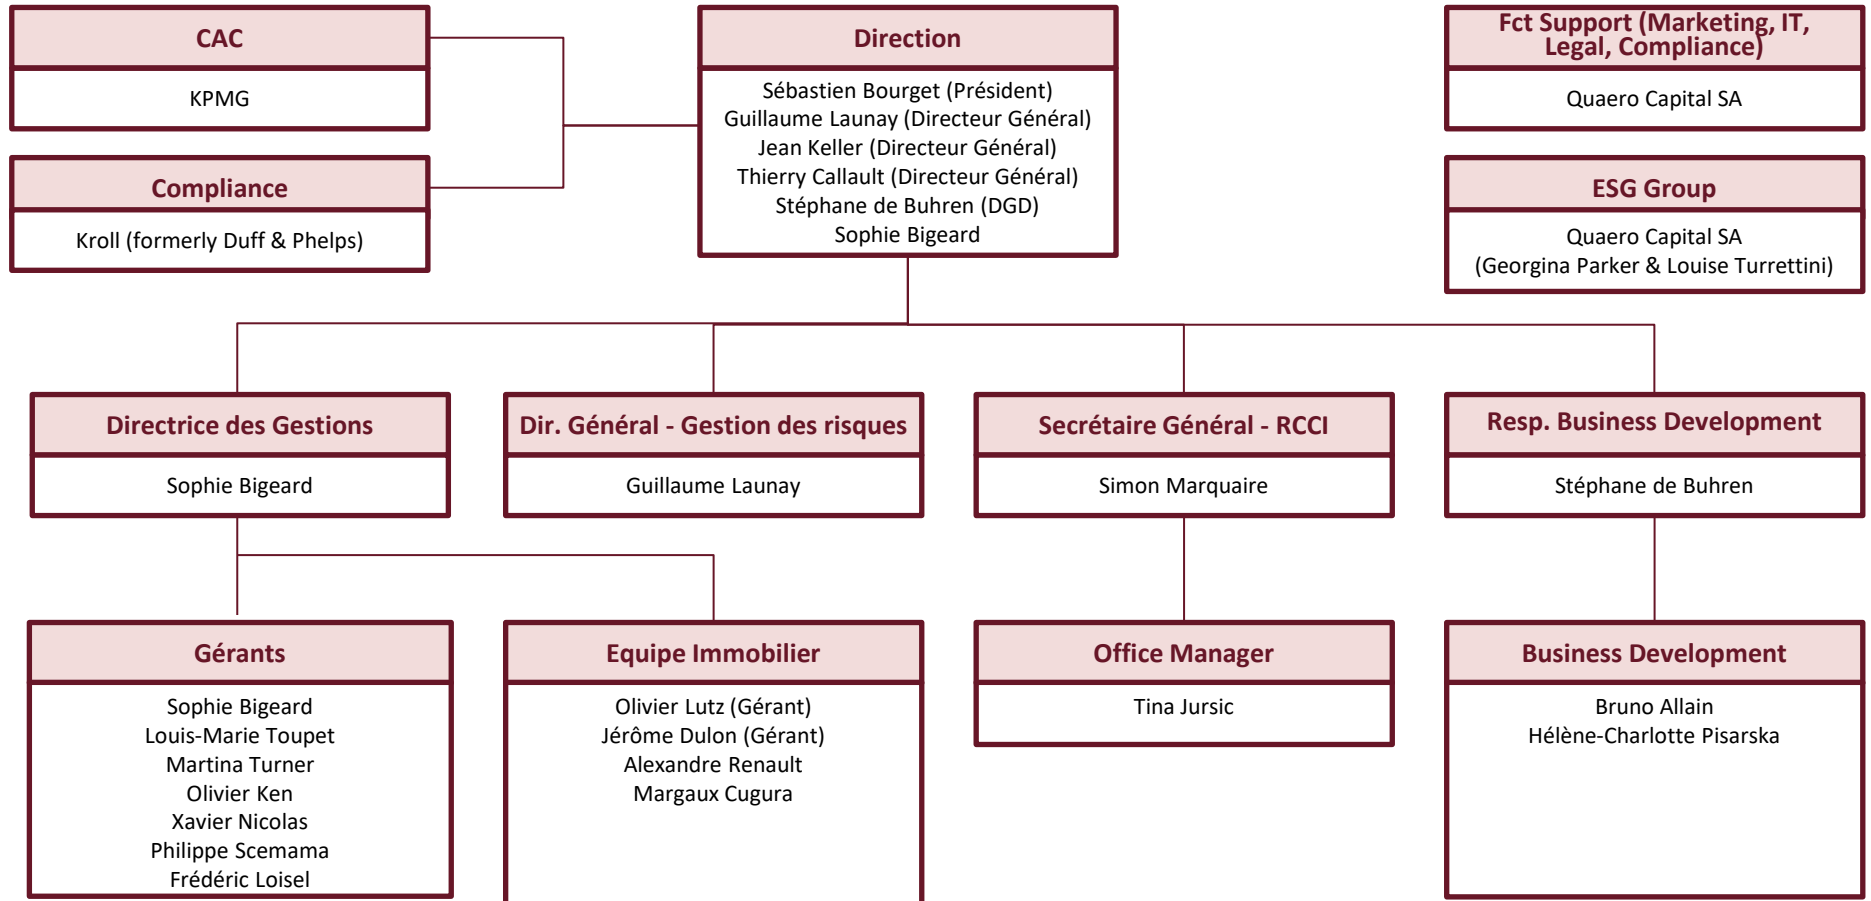 CAC
KPMG
Compliance
Kroll (formerly Duff & Phelps)
Direction
Sébastien Bourget (Président)
Guillaume Launay (Directeur Général)
Jean Keller (Directeur Général)
Thierry Callault (Directeur Général)
Stéphane de Buhren (DGD)
Sophie Bigeard
Fct Support (Marketing, IT,
Legal, Compliance)
Quaero Capital SA
ESG Group
Quaero Capital SA
(Georgina Parker & Louise Turrettini)
Directrice des Gestions
Sophie Bigeard
Dir. Général - Gestion des risques
Guillaume Launay
Secrétaire Général - RCCI
Simon Marquaire
Resp. Business Development
Stéphane de Buhren
Gérants
Sophie Bigeard
Louis-Marie Toupet
Martina Turner
Olivier Ken
Xavier Nicolas
Philippe Scemama
Frédéric Loisel
Equipe Immobilier
Olivier Lutz (Gérant)
Jérôme Dulon (Gérant)
Alexandre Renault
Margaux Cugura
Office Manager
Tina Jursic
Business Development
Bruno Allain
Hélène-Charlotte Pisarska